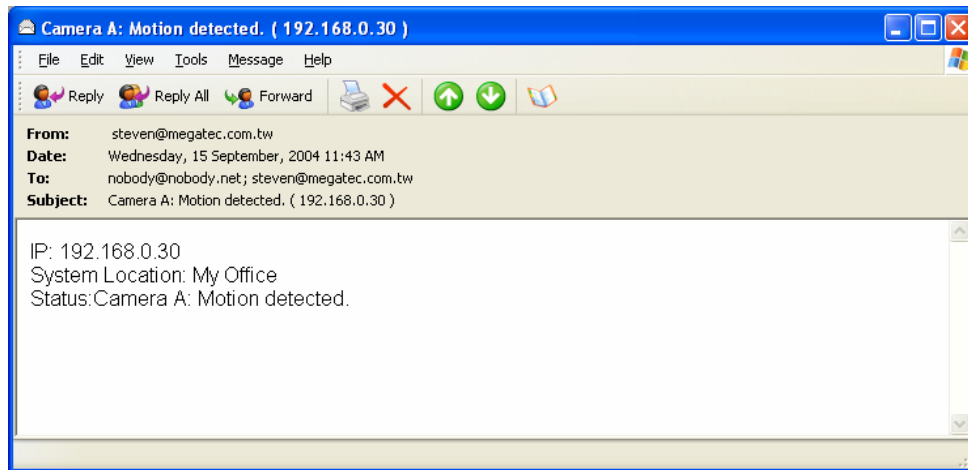 Camera A: Motion detected. ( 192.168.0.30 )
File Edit View Tools Message Help
Reply Reply All Forward
From: steven@megatec.com.tw
Date: Wednesday, 15 September, 2004 11:43 AM
To: nobody@nobody.net; steven@megatec.com.tw
Subject: Camera A: Motion detected. ( 192.168.0.30 )
IP: 192.168.0.30
System Location: My Office
Status:Camera A: Motion detected.